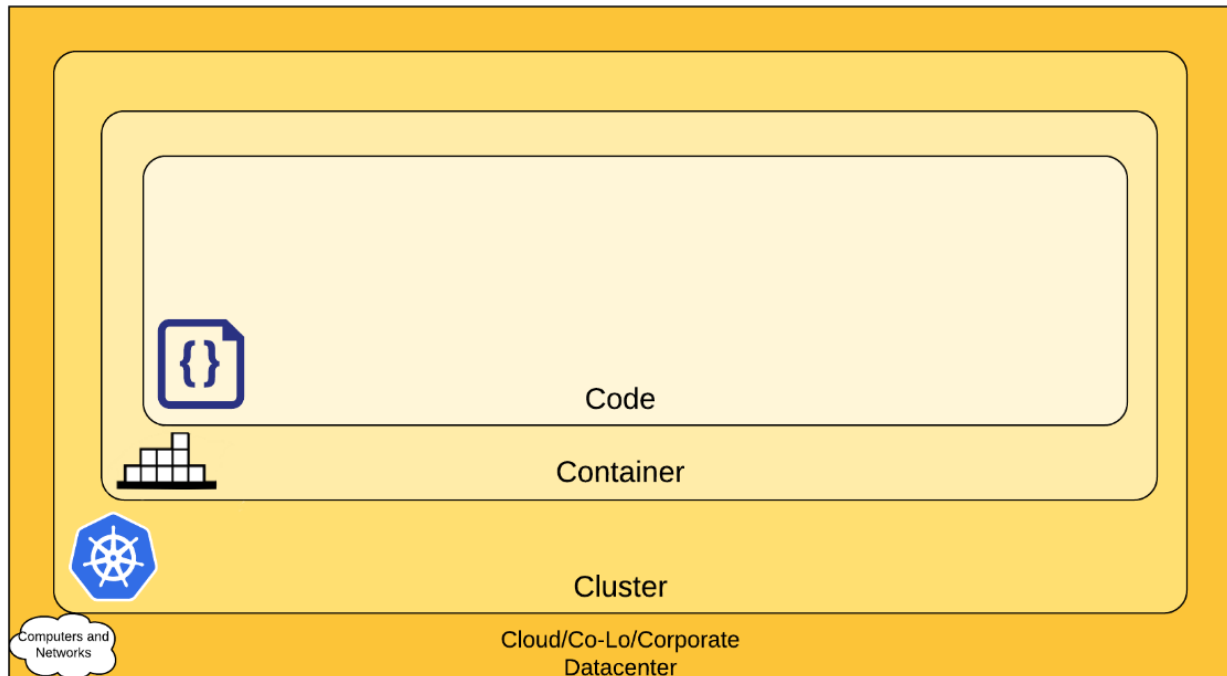 {}
Code
Container
Cluster
Computers and
Networks
Cloud/Co-Lo/Corporate
Datacenter